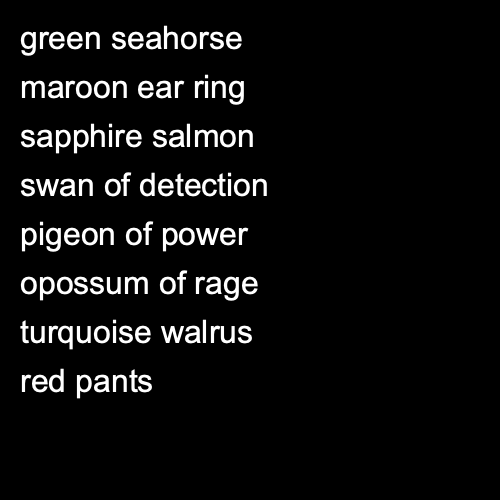 green seahorse
maroon ear ring
sapphire salmon
swan of detection
pigeon of power
opossum of rage
turquoise walrus
red pants